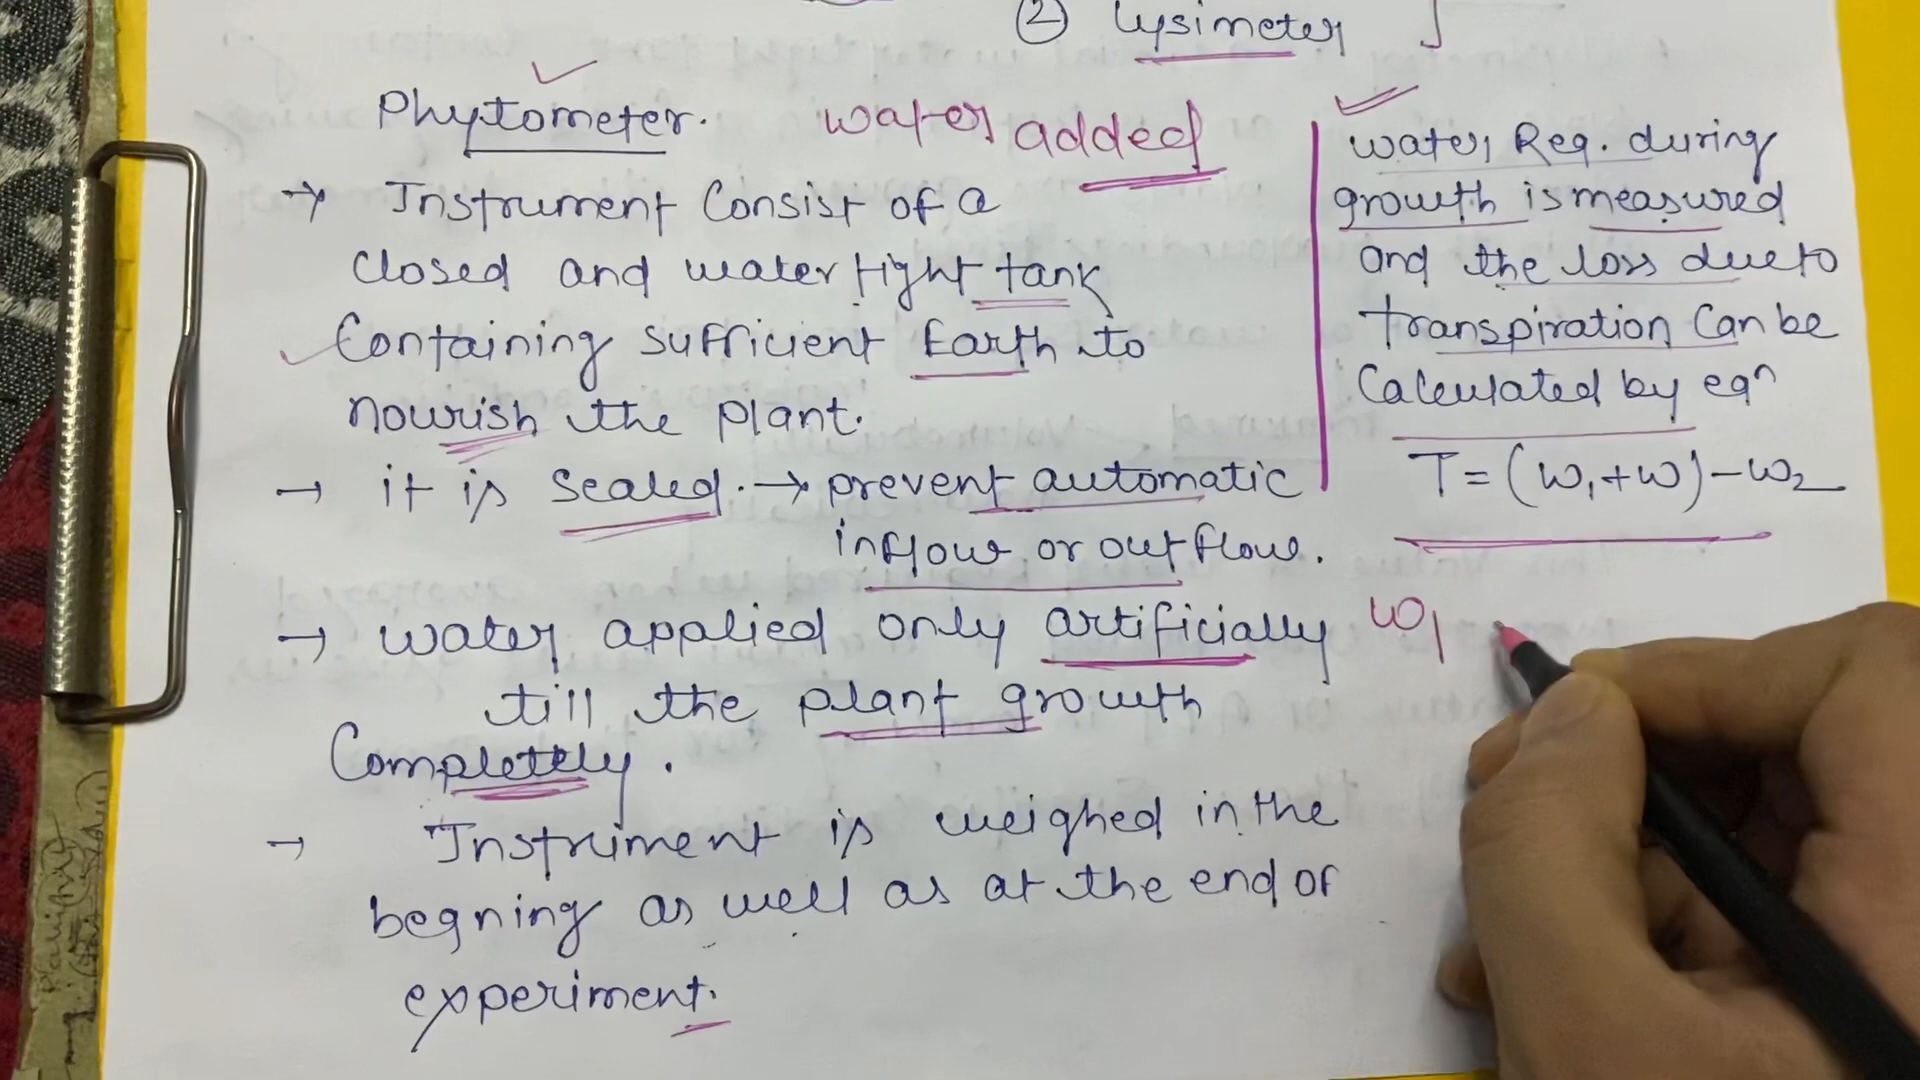 ② Lysimeter ]
Phytometer.
water added
→ Instrument Consist of a
closed and water tight tank
Containing sufficient Earth to
nourish the plant.
→ it is sealed. → prevent automatic
inflow or outflow.
→ water applied only artificially
till the plant growth
Completely.
→ Instriment is weighed in the
begning as well as at the end of
experiment.
water Req. during
growth is measured
and the loss due to
transpiration can be
Calculated by eqⁿ
T = (w₁+w) - w₂
w₁